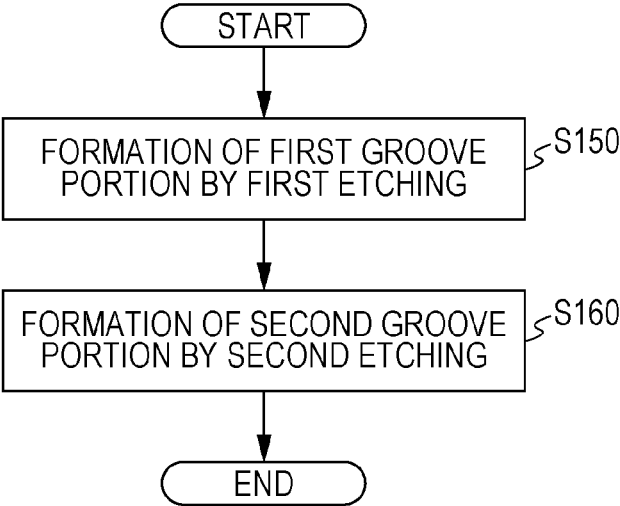 START
FORMATION OF FIRST GROOVE
PORTION BY FIRST ETCHING
S150
FORMATION OF SECOND GROOVE
PORTION BY SECOND ETCHING
S160
END